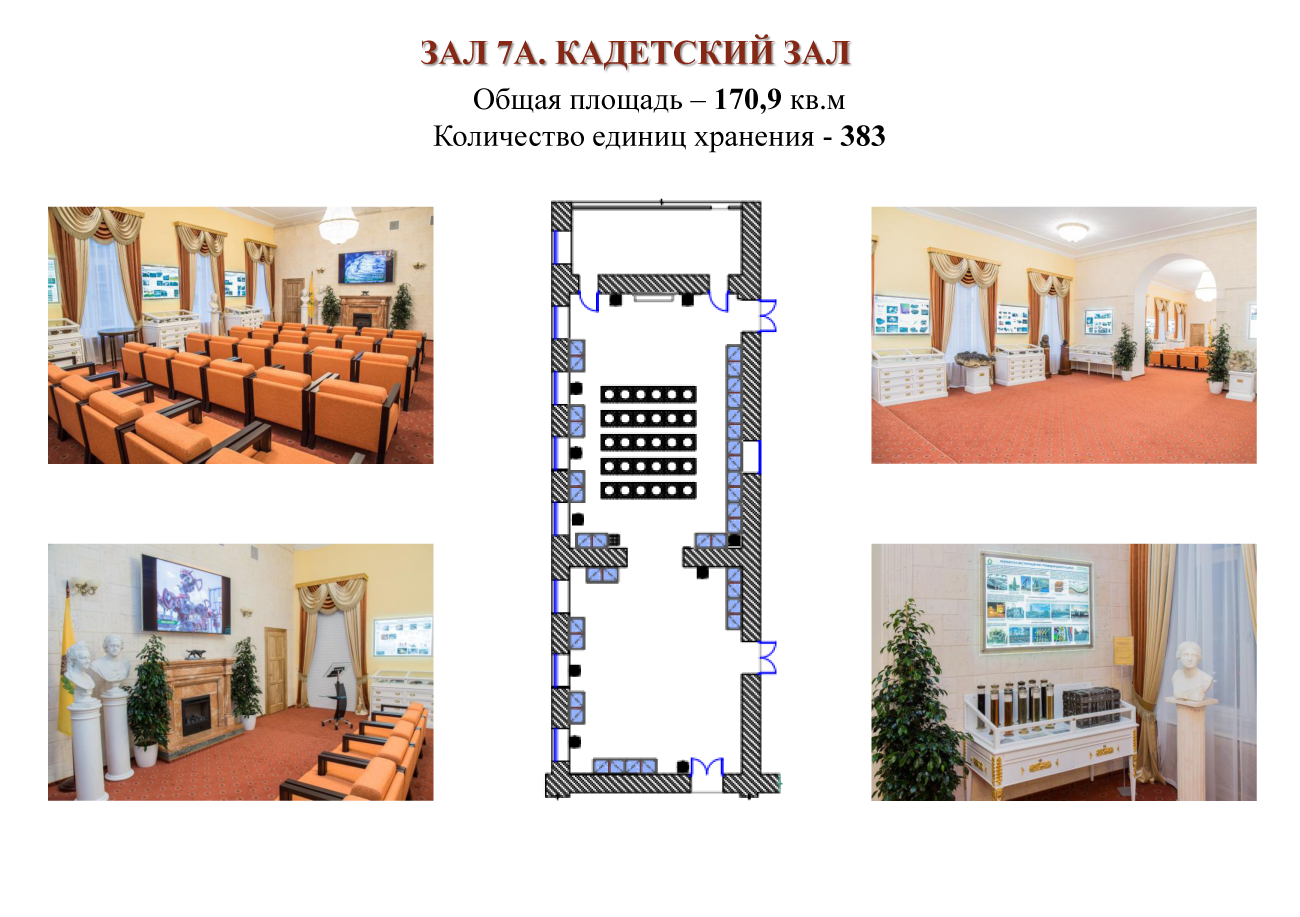 ЗАЛ 7А. КАДЕТСКИЙ ЗАЛ
Общая площадь – 170,9 кв.м
Количество единиц хранения - 383